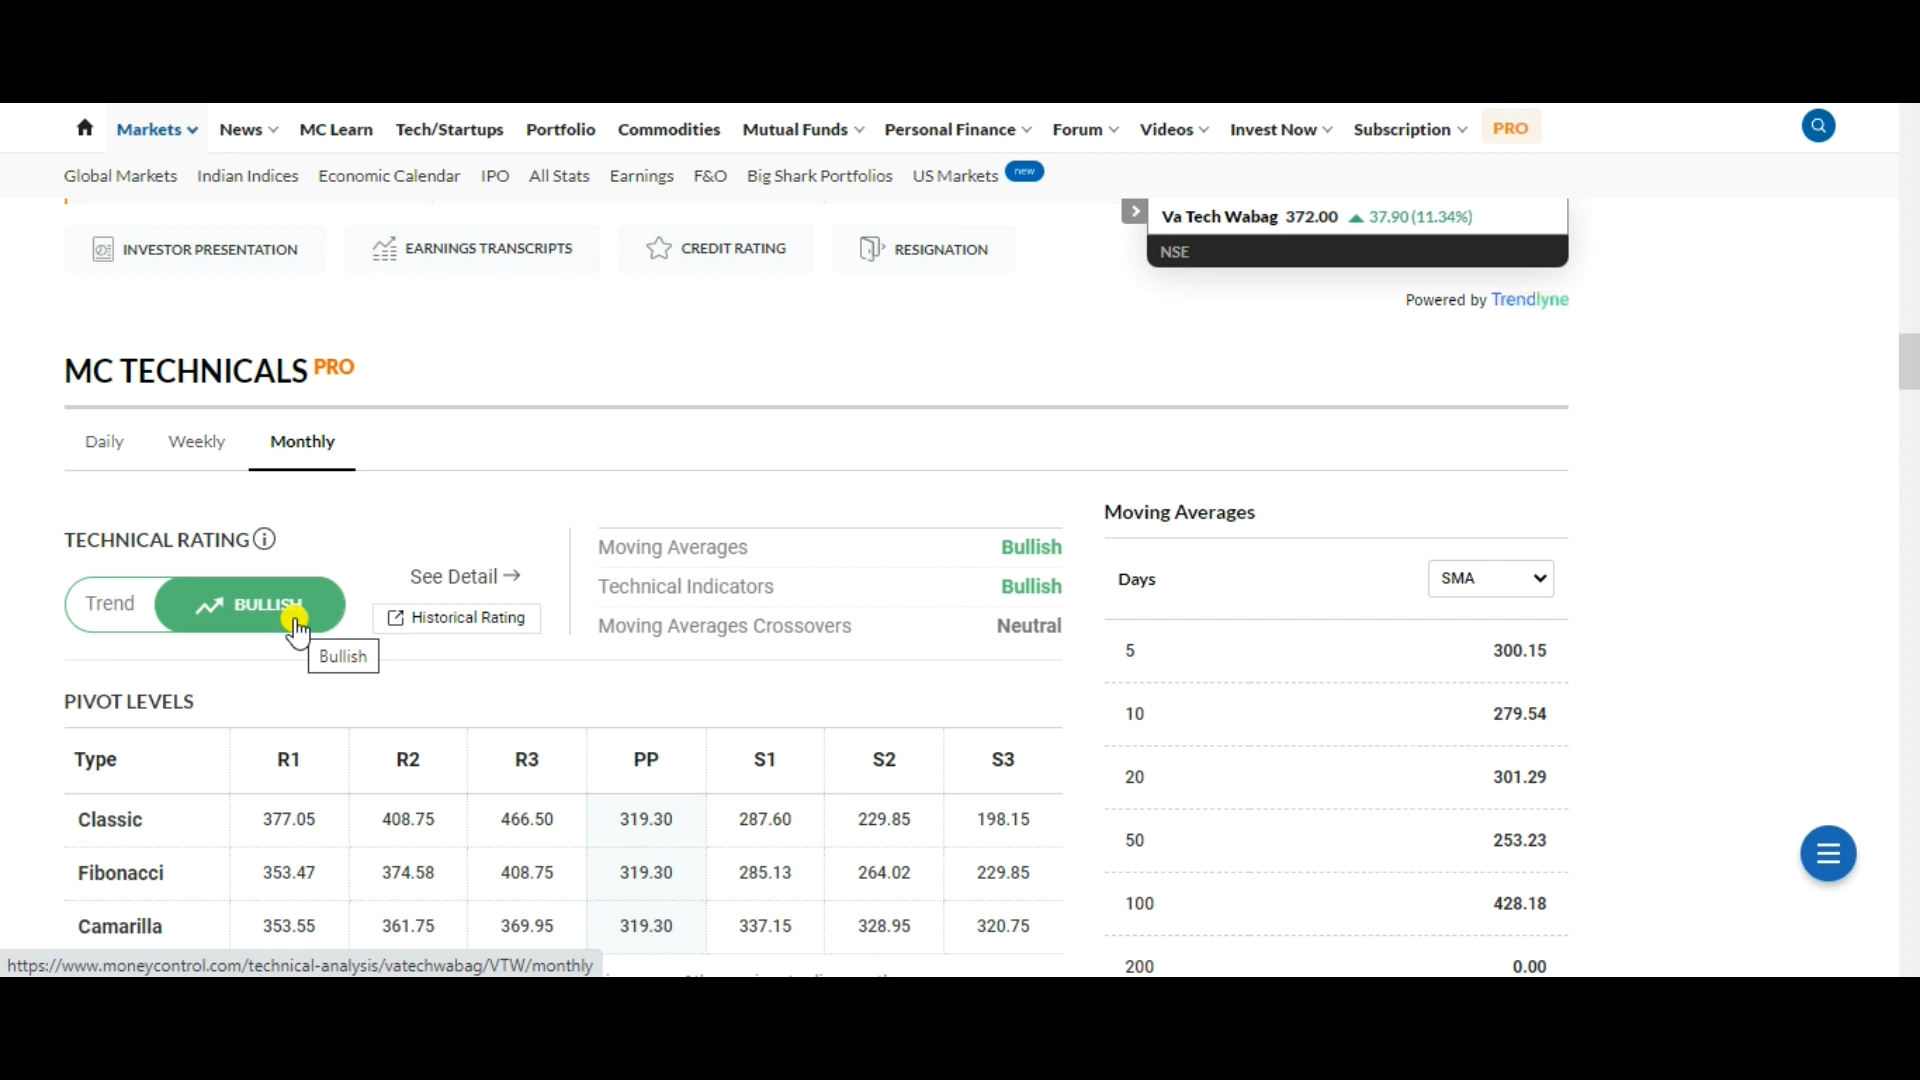 Markets News MC Learn Tech/Startups Portfolio Commodities Mutual Funds Personal Finance Forum Videos Invest Now Subscription PRO
Global Markets Indian Indices Economic Calendar IPO All Stats Earnings F&O Big Shark Portfolios US Markets new
Va Tech Wabag 372.00 ▲ 37.90 (11.34%)
NSE
INVESTOR PRESENTATION EARNINGS TRANSCRIPTS CREDIT RATING RESIGNATION
Powered by Trendlyne
MC TECHNICALS PRO
Daily Weekly Monthly
TECHNICAL RATING
Trend BULLISH
Bullish
See Detail →
Historical Rating
Moving Averages Bullish
Technical Indicators Bullish
Moving Averages Crossovers Neutral
PIVOT LEVELS
Type R1 R2 R3 PP S1 S2 S3
Classic 377.05 408.75 466.50 319.30 287.60 229.85 198.15
Fibonacci 353.47 374.58 408.75 319.30 285.13 264.02 229.85
Camarilla 353.55 361.75 369.95 319.30 337.15 328.95 320.75
Moving Averages
Days SMA
5 300.15
10 279.54
20 301.29
50 253.23
100 428.18
200 0.00
https://www.moneycontrol.com/technical-analysis/vatechwabag/VTW/monthly